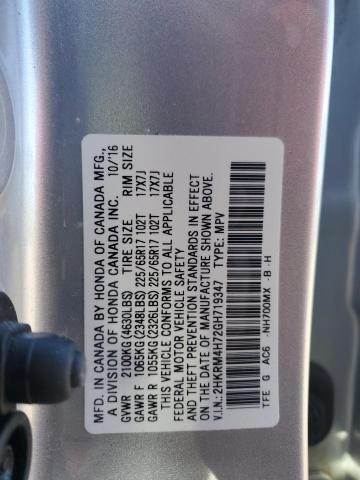 MFD. IN CANADA BY HONDA OF CANADA MFG.,
A DIVISION OF HONDA CANADA INC. 10/16
GVWR 2100KG(4630LBS) TIRE SIZE RIM SIZE
GAWR F 1065KG(2348LBS) 225/65R17 102T 17X7J
GAWR R 1055KG(2326LBS) 225/65R17 102T 17X7J
THIS VEHICLE CONFORMS TO ALL APPLICABLE
FEDERAL MOTOR VEHICLE SAFETY
AND THEFT PREVENTION STANDARDS IN EFFECT
ON THE DATE OF MANUFACTURE SHOWN ABOVE.
V.I.N.:2HKRM4H72GH719347 TYPE: MPV
TFE G AC6 NH700MX B-H